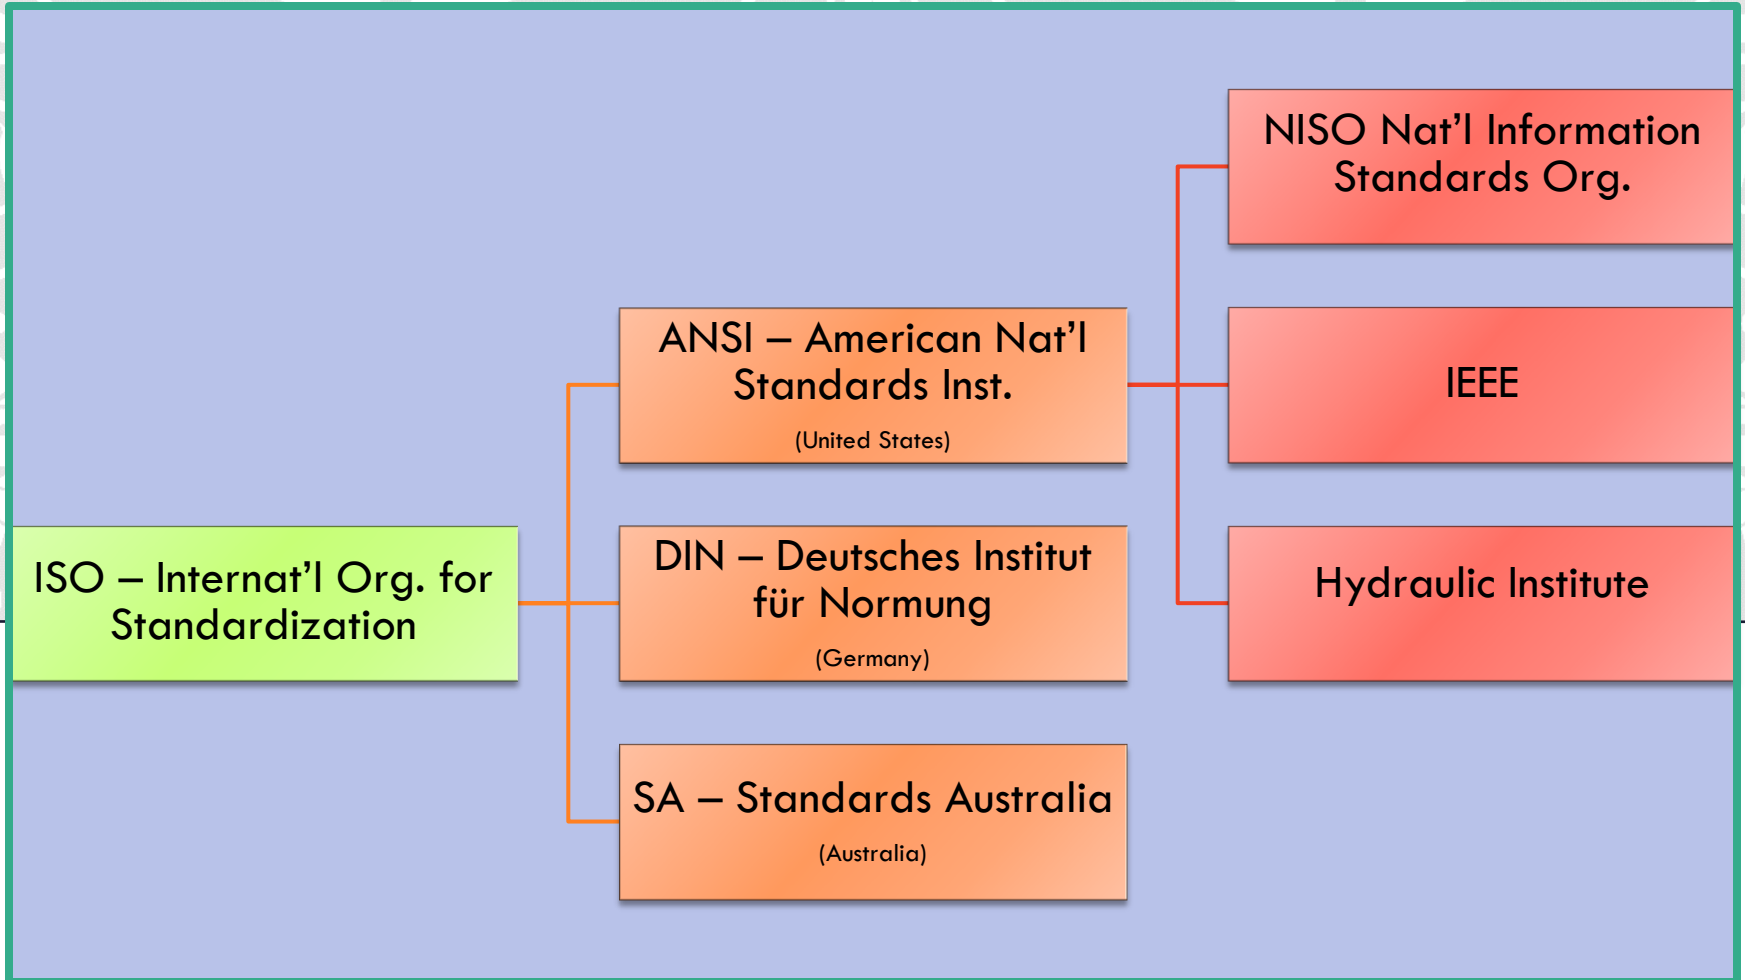 NISO Nat’l Information
Standards Org.
ANSI – American Nat’l
Standards Inst.
(United States)
IEEE
ISO – Internat’l Org. for
Standardization
DIN – Deutsches Institut
für Normung
(Germany)
Hydraulic Institute
SA – Standards Australia
(Australia)